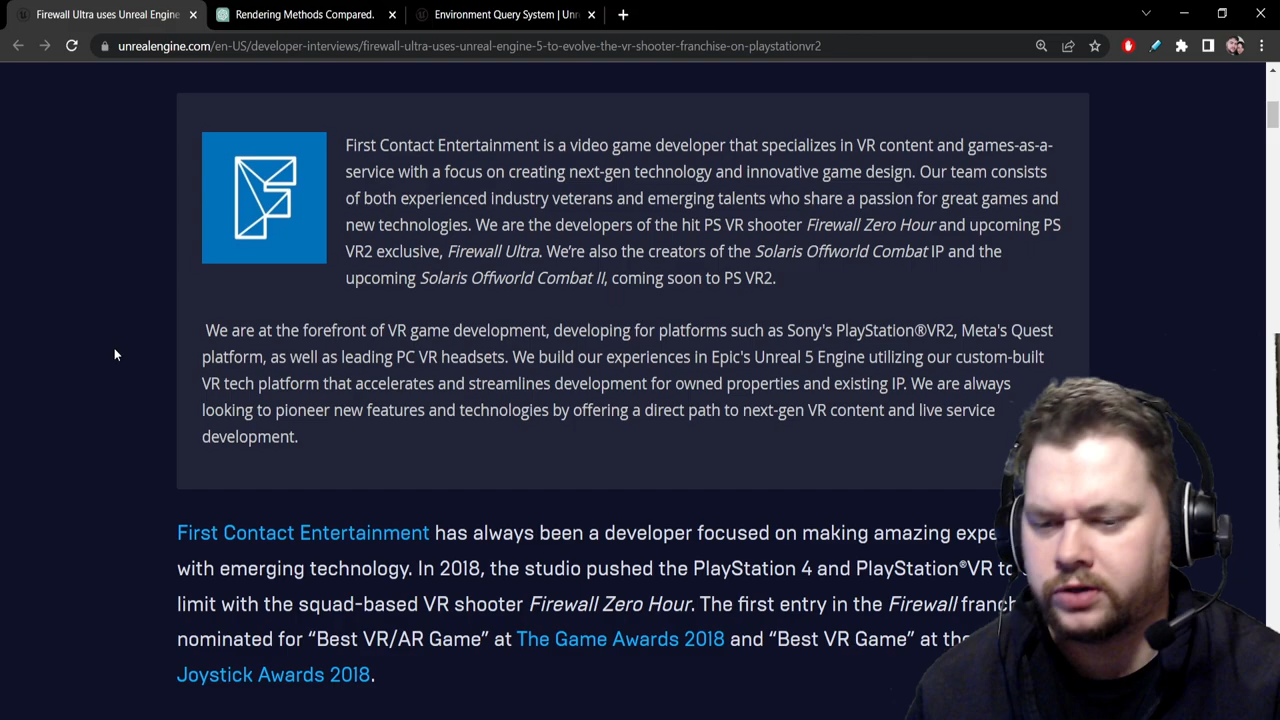 Firewall Ultra uses Unreal Engine
Rendering Methods Compared.
Environment Query System | Unr
unrealengine.com/en-US/developer-interviews/firewall-ultra-uses-unreal-engine-5-to-evolve-the-vr-shooter-franchise-on-playstationvr2
First Contact Entertainment is a video game developer that specializes in VR content and games-as-a-
service with a focus on creating next-gen technology and innovative game design. Our team consists
of both experienced industry veterans and emerging talents who share a passion for great games and
new technologies. We are the developers of the hit PS VR shooter Firewall Zero Hour and upcoming PS
VR2 exclusive, Firewall Ultra. We’re also the creators of the Solaris Offworld Combat IP and the
upcoming Solaris Offworld Combat II, coming soon to PS VR2.
We are at the forefront of VR game development, developing for platforms such as Sony's PlayStation®VR2, Meta's Quest
platform, as well as leading PC VR headsets. We build our experiences in Epic's Unreal 5 Engine utilizing our custom-built
VR tech platform that accelerates and streamlines development for owned properties and existing IP. We are always
looking to pioneer new features and technologies by offering a direct path to next-gen VR content and live service
development.
First Contact Entertainment has always been a developer focused on making amazing expe
with emerging technology. In 2018, the studio pushed the PlayStation 4 and PlayStation®VR to
limit with the squad-based VR shooter Firewall Zero Hour. The first entry in the Firewall franch
nominated for “Best VR/AR Game” at The Game Awards 2018 and “Best VR Game” at the
Joystick Awards 2018.